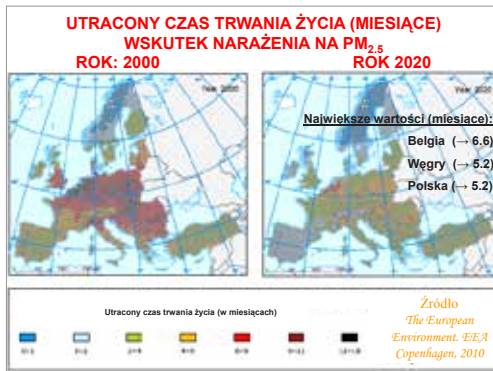 UTRACONY CZAS TRWANIA ŻYCIA (MIESIĄCE)
WSKUTEK NARAŻENIA NA PM2.5
ROK: 2000 ROK 2020
Year: 2000
Największe wartości (miesiące):
Belgia (→ 6.6)
Węgry (→ 5.2)
Polska (→ 5.2)
Utracony czas trwania życia (w miesiącach)
Źródło
The European
Environment. EEA
Copenhagen, 2010